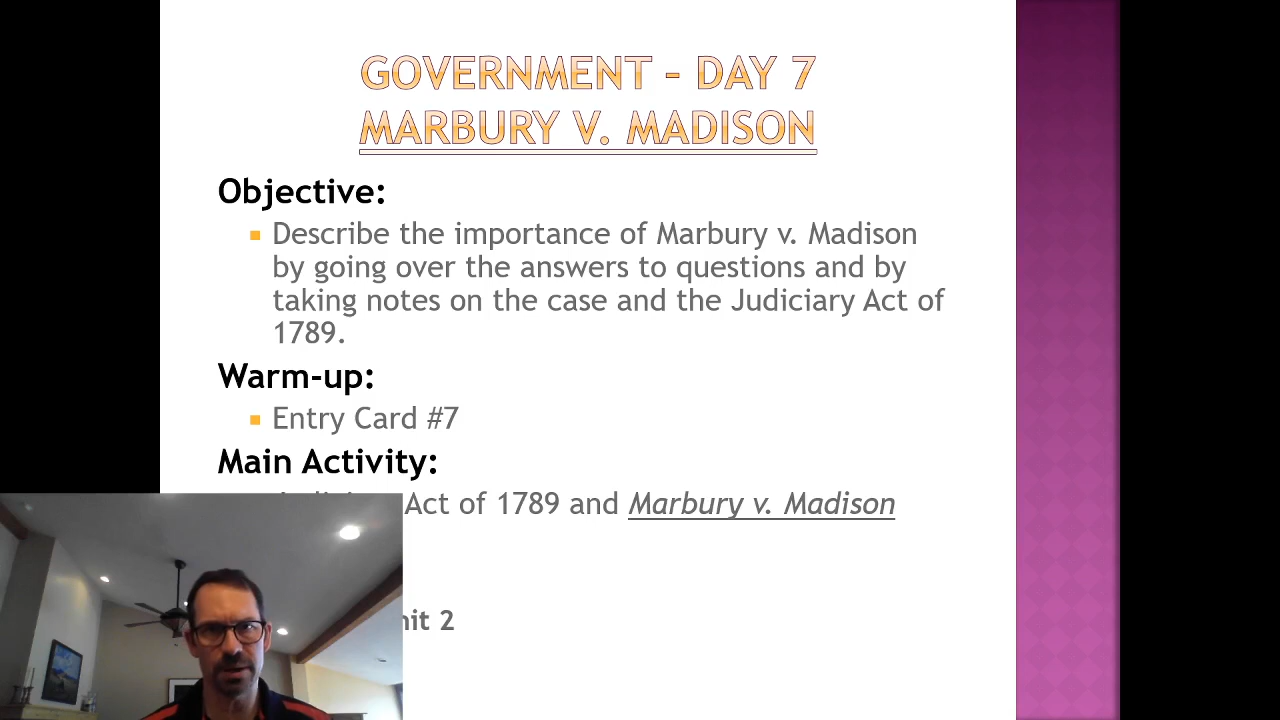 GOVERNMENT – DAY 7
MARBURY V. MADISON
Objective:
Describe the importance of Marbury v. Madison
by going over the answers to questions and by
taking notes on the case and the Judiciary Act of
1789.
Warm-up:
Entry Card #7
Main Activity:
Act of 1789 and Marbury v. Madison
2